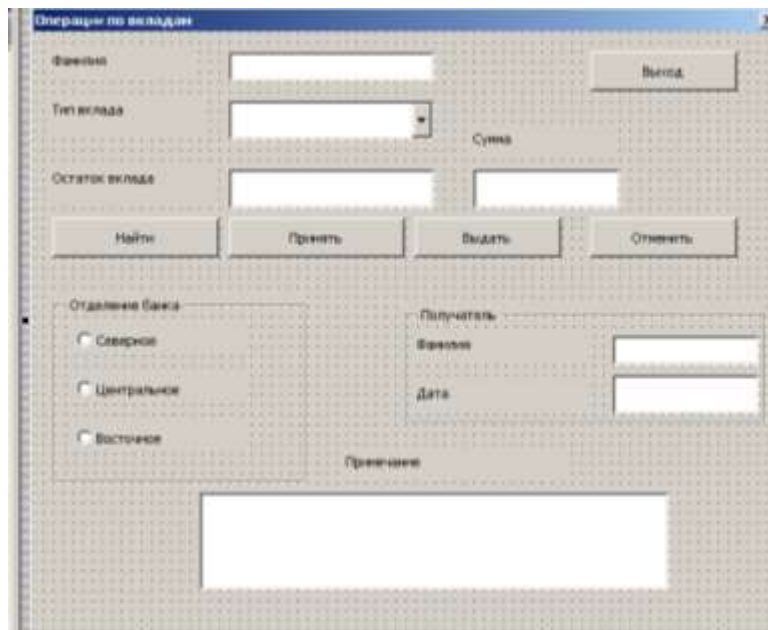 Операции по вкладам
Фамилия
Выход
Тип вклада
Сумма
Остаток вклада
Найти
Принять
Выдать
Отменить
Отделение банка
Северное
Центральное
Восточное
Получатель
Фамилия
Дата
Примечание